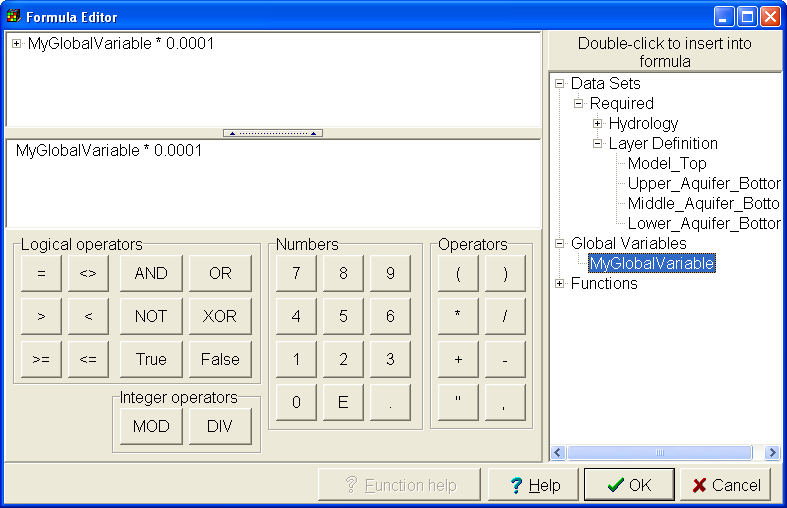 Formula Editor
MyGlobalVariable * 0.0001
MyGlobalVariable * 0.0001
Logical operators
= <> AND OR
> < NOT XOR
>= <= True False
Integer operators
MOD DIV
Numbers
7 8 9
4 5 6
1 2 3
0 E .
Operators
( )
* /
+ -
" ,
Double-click to insert into
formula
Data Sets
Required
Hydrology
Layer Definition
Model_Top
Upper_Aquifer_Bottor
Middle_Aquifer_Botto
Lower_Aquifer_Bottor
Global Variables
MyGlobalVariable
Functions
? Function help
? Help
OK
Cancel